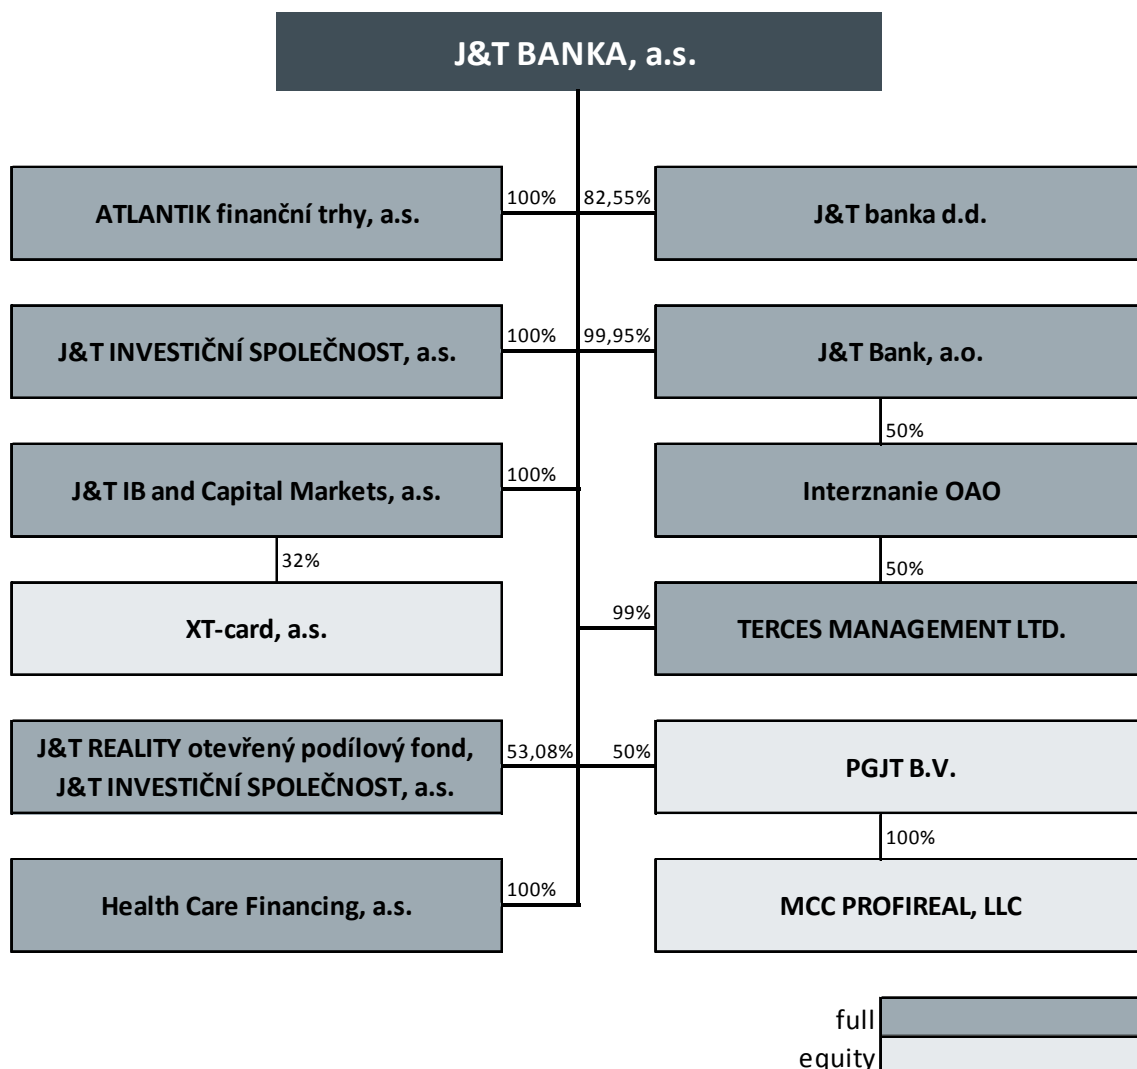 J&T BANKA, a.s.
ATLANTIK finanční trhy, a.s.
100%
82,55%
J&T banka d.d.
J&T INVESTIČNÍ SPOLEČNOST, a.s.
100%
99,95%
J&T Bank, a.o.
50%
J&T IB and Capital Markets, a.s.
100%
Interznanie OAO
32%
50%
XT-card, a.s.
99%
TERCES MANAGEMENT LTD.
J&T REALITY otevřený podílový fond,
J&T INVESTIČNÍ SPOLEČNOST, a.s.
53,08%
50%
PGJT B.V.
100%
Health Care Financing, a.s.
100%
MCC PROFIREAL, LLC
full
equity